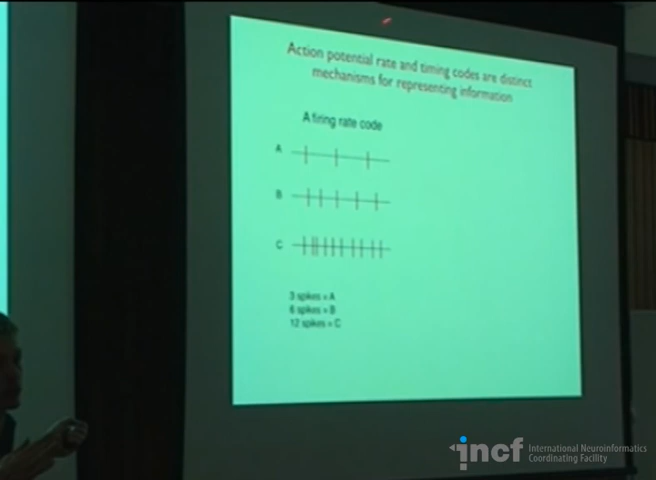 Action potential rate and timing codes are distinct
mechanisms for representing information
A firing rate code
A
B
C
3 spikes = A
6 spikes = B
12 spikes = C
incf International Neuroinformatics
Coordinating Facility